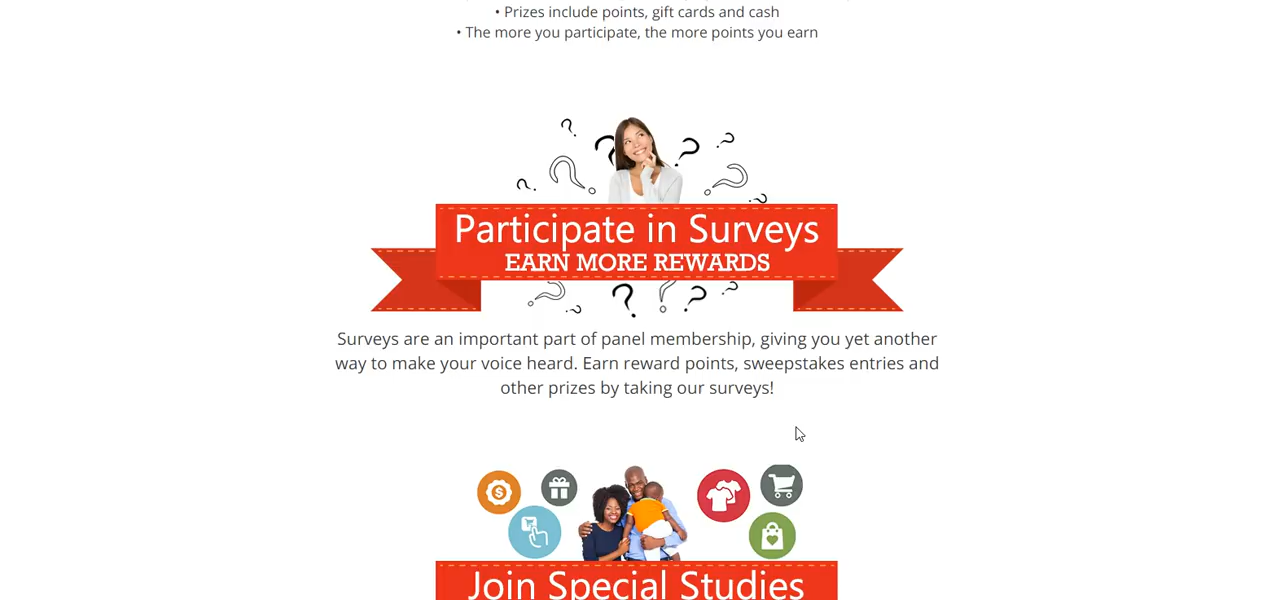 • Prizes include points, gift cards and cash
• The more you participate, the more points you earn
Participate in Surveys
EARN MORE REWARDS
Surveys are an important part of panel membership, giving you yet another
way to make your voice heard. Earn reward points, sweepstakes entries and
other prizes by taking our surveys!
Join Special Studies